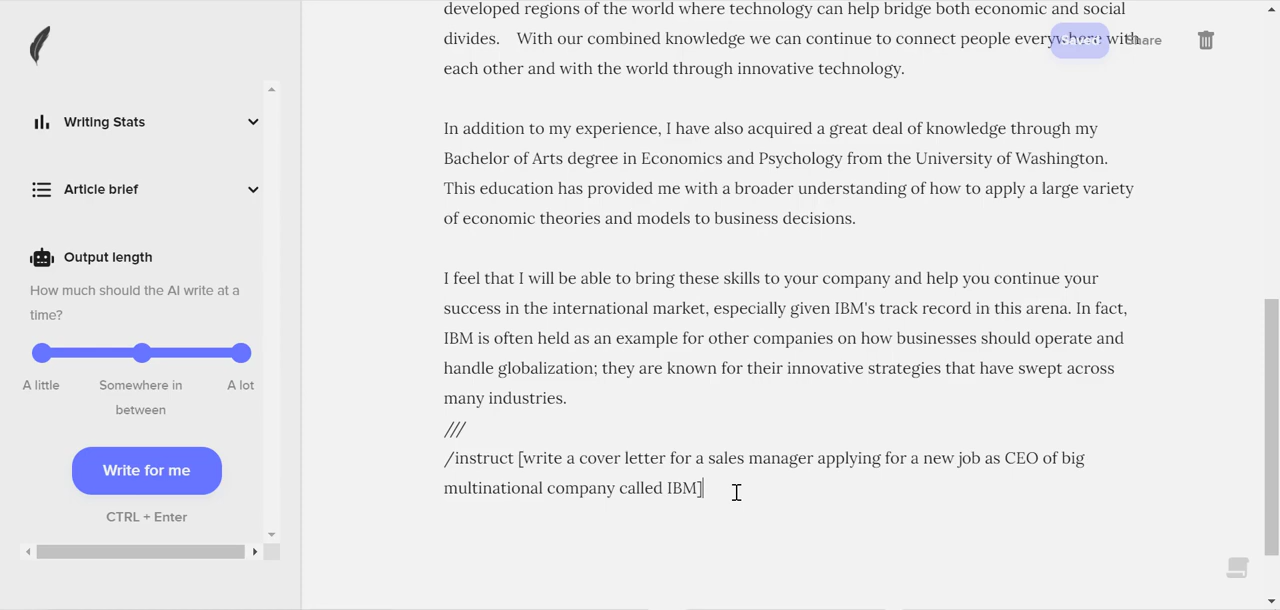 developed regions of the world where technology can help bridge both economic and social
divides. With our combined knowledge we can continue to connect people everywhere with
each other and with the world through innovative technology.
Saved
Share
Writing Stats
Article brief
Output length
How much should the AI write at a
time?
A little
Somewhere in
between
A lot
Write for me
CTRL + Enter
In addition to my experience, I have also acquired a great deal of knowledge through my
Bachelor of Arts degree in Economics and Psychology from the University of Washington.
This education has provided me with a broader understanding of how to apply a large variety
of economic theories and models to business decisions.
I feel that I will be able to bring these skills to your company and help you continue your
success in the international market, especially given IBM's track record in this arena. In fact,
IBM is often held as an example for other companies on how businesses should operate and
handle globalization; they are known for their innovative strategies that have swept across
many industries.
///
/instruct [write a cover letter for a sales manager applying for a new job as CEO of big
multinational company called IBM]